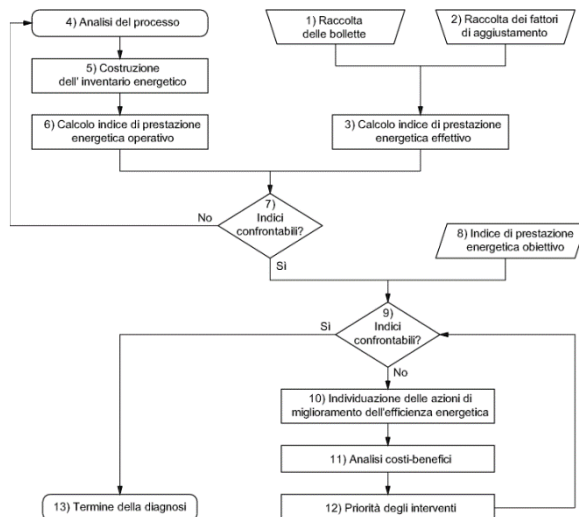 4) Analisi del processo
1) Raccolta
delle bollette
2) Raccolta dei fattori
di aggiustamento
5) Costruzione
dell' inventario energetico
6) Calcolo indice di prestazione
energetica operativo
3) Calcolo indice di prestazione
energetica effettivo
7)
Indici
confrontabili?
No
Sì
8) Indice di prestazione
energetica obiettivo
9)
Indici
confrontabili?
Sì
No
10) Individuazione delle azioni di
miglioramento dell'efficienza energetica
11) Analisi costi-benefici
13) Termine della diagnosi
12) Priorità degli interventi